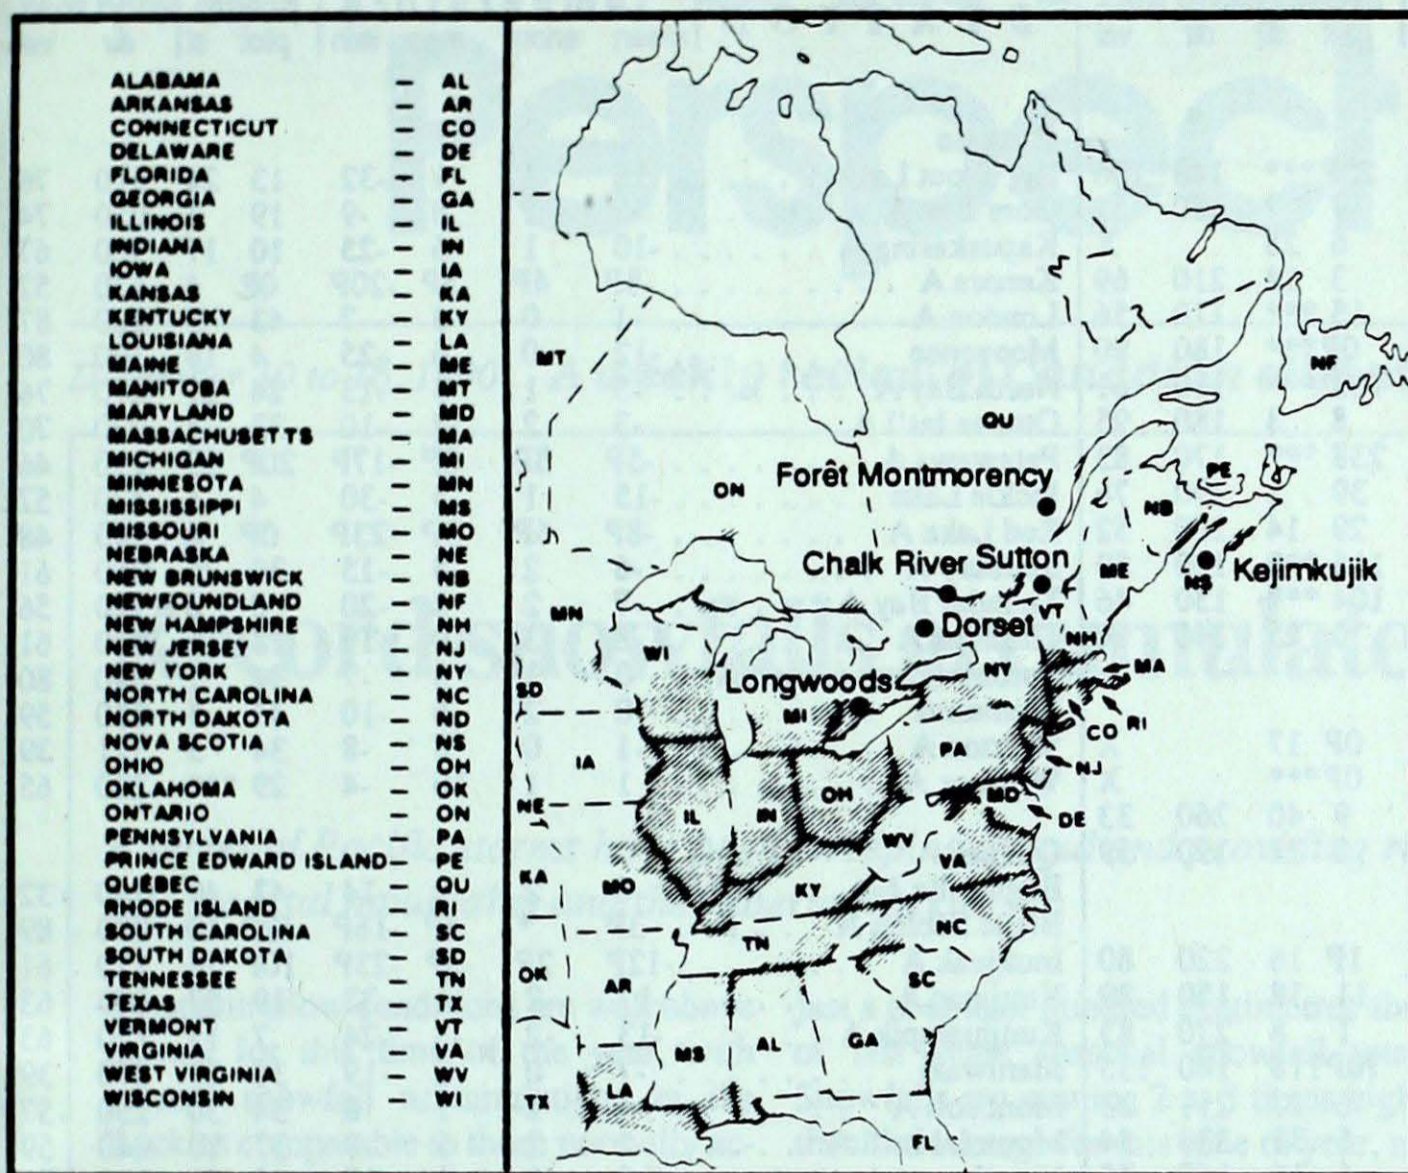 ALABAMA — AL
ARKANSAS — AR
CONNECTICUT — CO
DELAWARE — DE
FLORIDA — FL
GEORGIA — GA
ILLINOIS — IL
INDIANA — IN
IOWA — IA
KANSAS — KA
KENTUCKY — KY
LOUISIANA — LA
MAINE — ME
MANITOBA — MT
MARYLAND — MD
MASSACHUSETTS — MA
MICHIGAN — MI
MINNESOTA — MN
MISSISSIPPI — MS
MISSOURI — MO
NEBRASKA — NE
NEW BRUNSWICK — NB
NEWFOUNDLAND — NF
NEW HAMPSHIRE — NH
NEW JERSEY — NJ
NEW YORK — NY
NORTH CAROLINA — NC
NORTH DAKOTA — ND
NOVA SCOTIA — NS
OHIO — OH
OKLAHOMA — OK
ONTARIO — ON
PENNSYLVANIA — PA
PRINCE EDWARD ISLAND — PE
QUÉBEC — QU
RHODE ISLAND — RI
SOUTH CAROLINA — SC
SOUTH DAKOTA — SD
TENNESSEE — TN
TEXAS — TX
VERMONT — VT
VIRGINIA — VA
WEST VIRGINIA — WV
WISCONSIN — WI
MT
NF
QU
ON
Forêt Montmorency
PE
NB
Chalk River
Sutton
ME
NS
Kejimkujik
MN
VT
Dorset
NH
WI
NY
MA
SD
Longwoods
MI
CO
RI
IA
PA
NJ
NE
OH
MD
IL
IN
DE
WV
VA
KA
MO
KY
NC
TN
OK
AR
SC
MS
AL
GA
LA
TX
FL